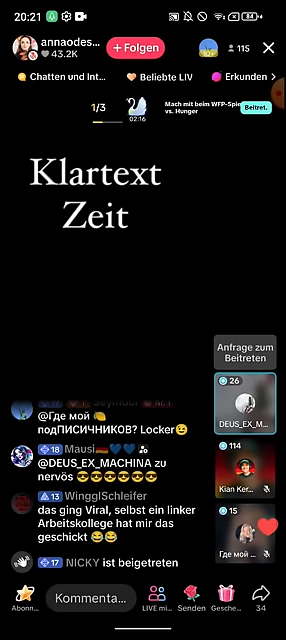 20:21
84
annaodes...
43.2K
+ Folgen
115
Chatten und Int...
Beliebte LIV
Erkunden
1/3
02:16
Mach mit beim WFP-Spie
vs. Hunger
Beitret.
Klartext
Zeit
Anfrage zum
Beitreten
26
DEUS_EX_M...
114
Kian Ker...
15
Где мой ...
@Где мой
подПИСИЧНИКОВ? Locker
18 Mausi
@DEUS_EX_MACHINA zu
nervös
13 WingglSchleifer
das ging Viral, selbst ein linker
Arbeitskollege hat mir das
geschickt
17 NICKY ist beigetreten
Abonn...
Kommenta...
LIVE mi...
Senden
Gesche...
34